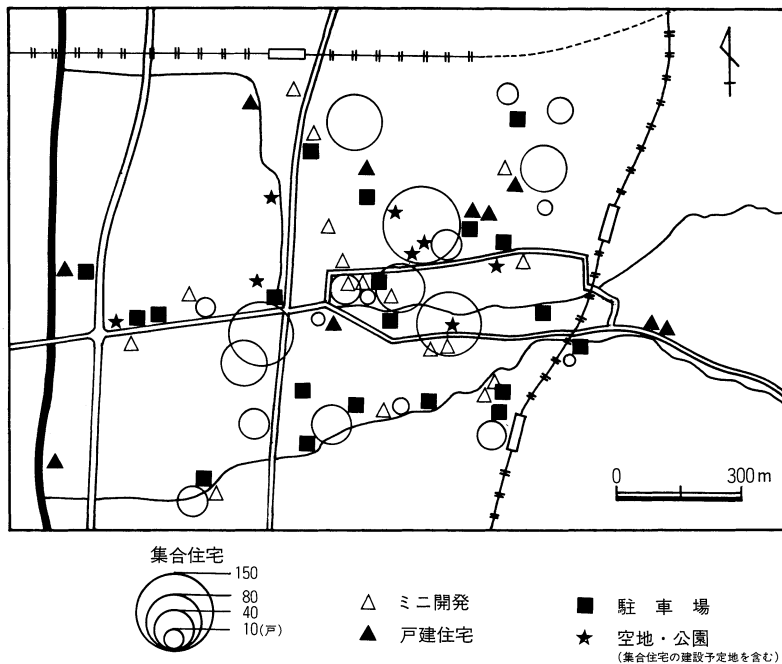 0 300 m
集合住宅
150
80
40
10(戸)
△ ミニ開発
▲ 戸建住宅
■ 駐車場
★ 空地・公園
(集合住宅の建設予定地を含む)